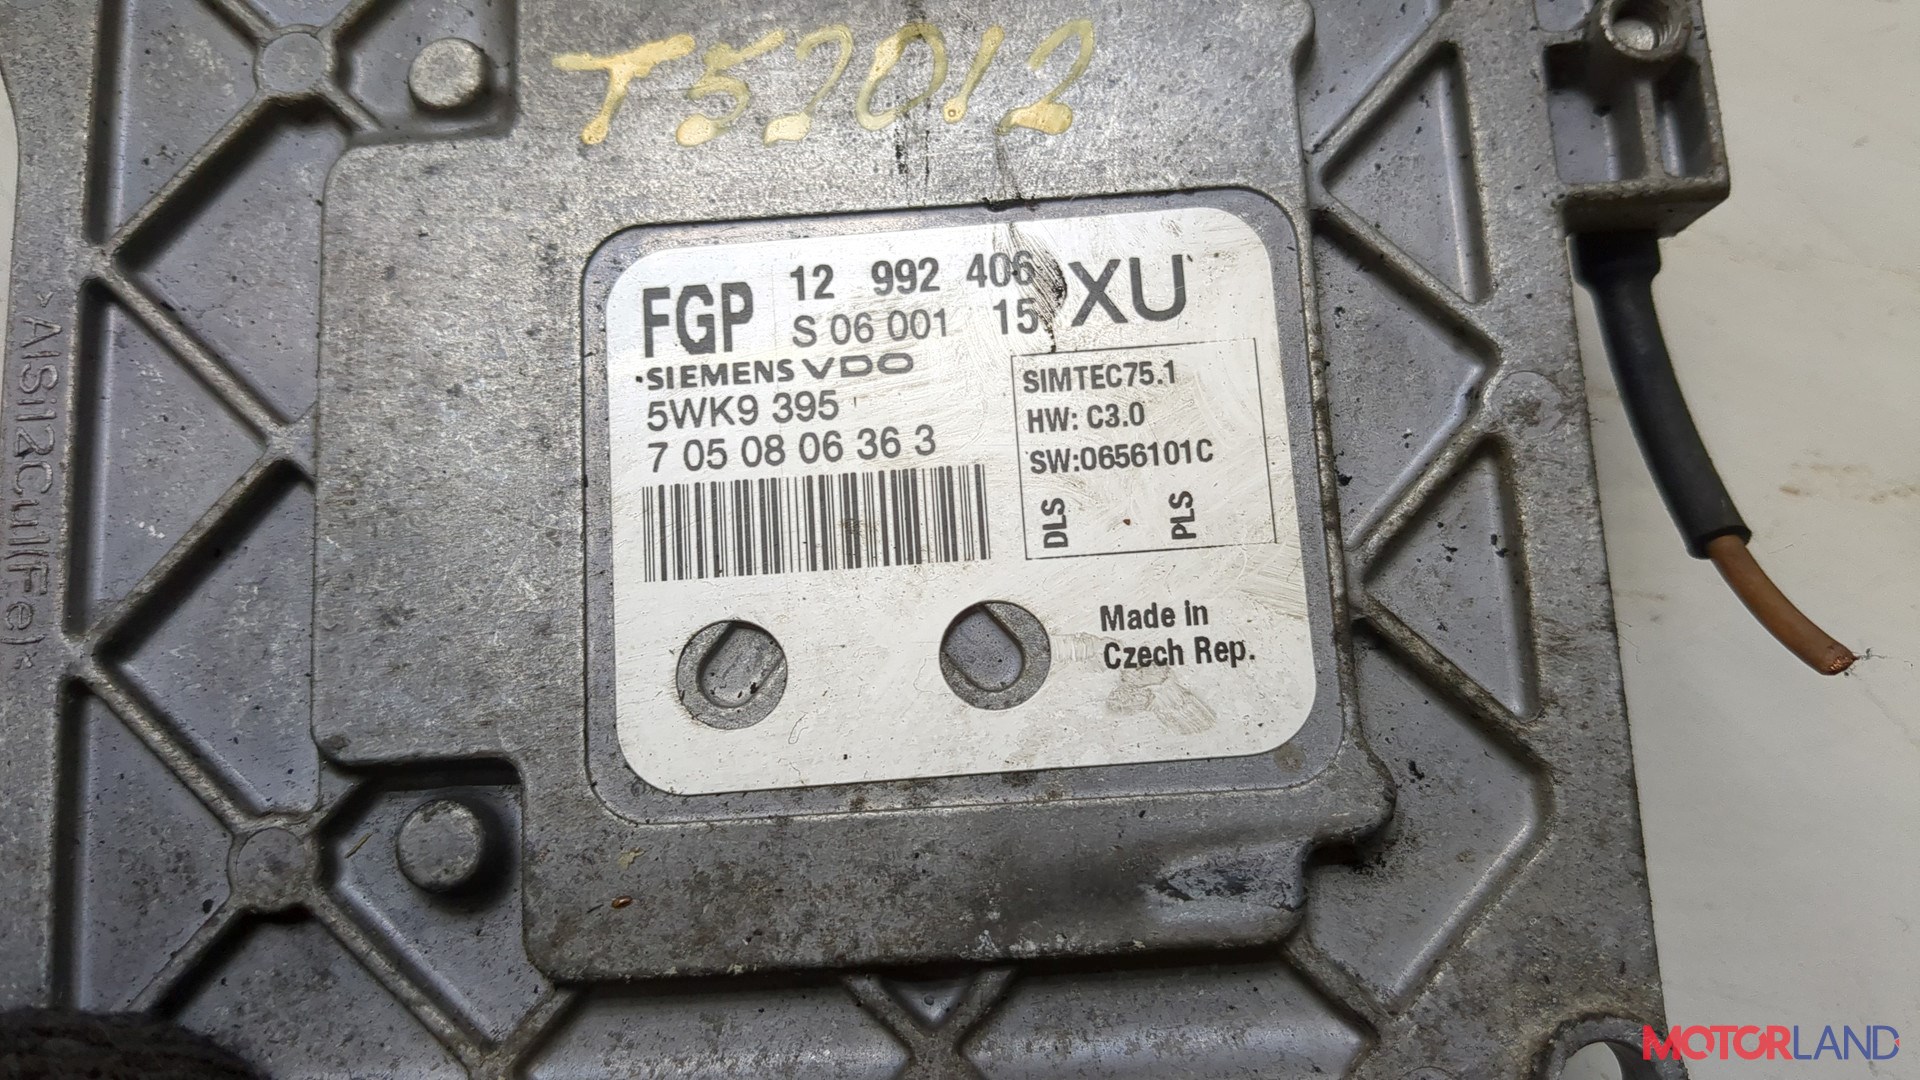 T52012
FGP 12 992 406 XU
S 06 001 15
SIEMENS VDO
5WK9 395
7 05 08 06 36 3
SIMTEC75.1
HW: C3.0
SW:0656101C
DLS PLS
Made in
Czech Rep.
>AlSi12Cu1(Fe)<
MOTORLAND